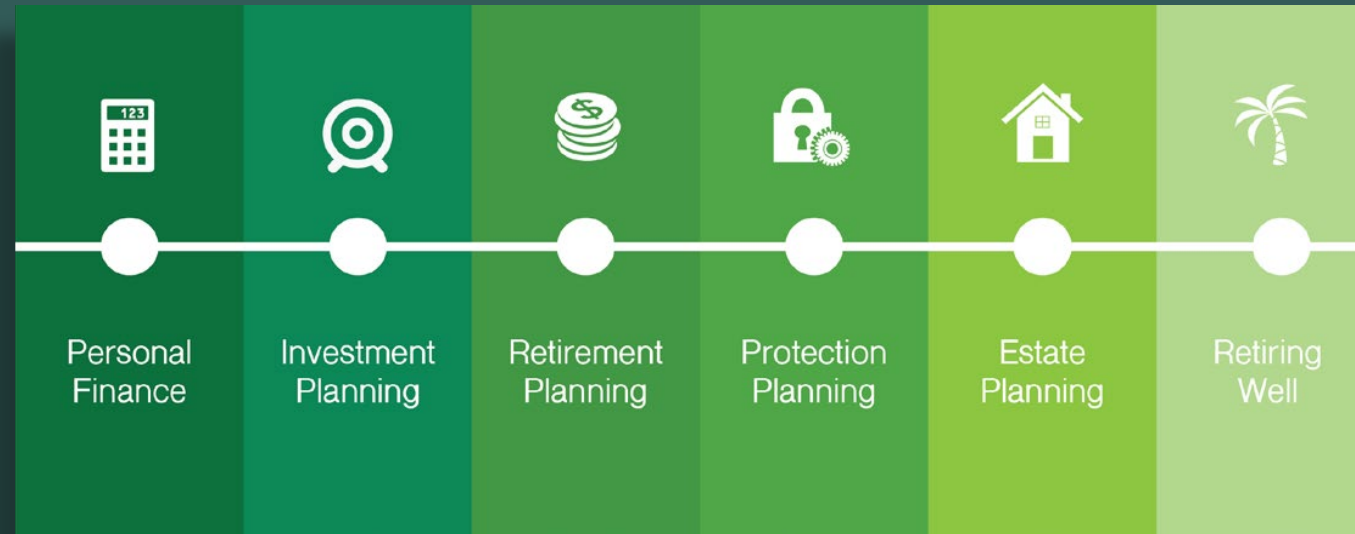 123
$
Personal
Finance
Investment
Planning
Retirement
Planning
Protection
Planning
Estate
Planning
Retiring
Well